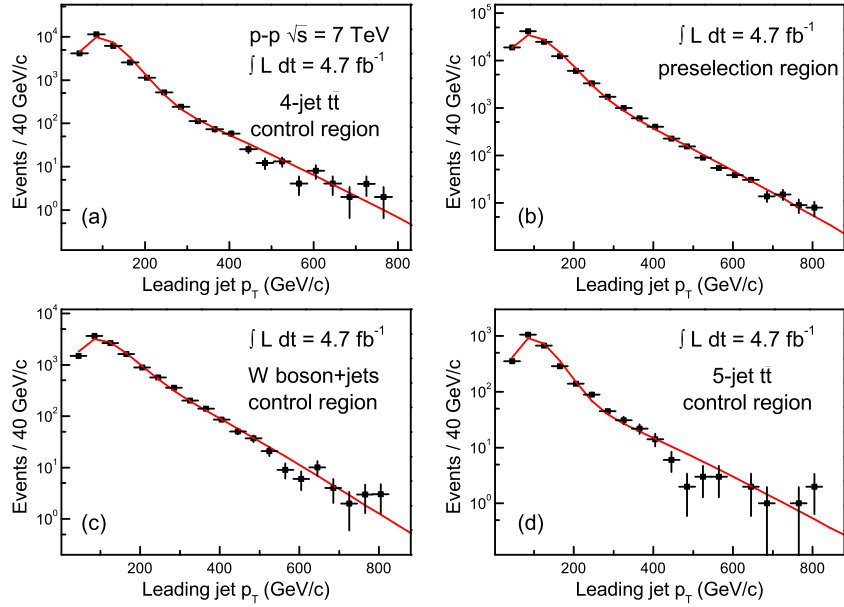 p-p √s = 7 TeV
∫ L dt = 4.7 fb⁻¹
4-jet tt̄
control region
(a)
Events / 40 GeV/c
10⁴
10³
10²
10¹
10⁰
200 400 600 800
Leading jet p_T (GeV/c)
∫ L dt = 4.7 fb⁻¹
preselection region
(b)
Events / 40 GeV/c
10⁵
10⁴
10³
10²
10¹
200 400 600 800
Leading jet p_T (GeV/c)
∫ L dt = 4.7 fb⁻¹
W boson+jets
control region
(c)
Events / 40 GeV/c
10⁴
10³
10²
10¹
10⁰
200 400 600 800
Leading jet p_T (GeV/c)
∫ L dt = 4.7 fb⁻¹
5-jet tt̄
control region
(d)
Events / 40 GeV/c
10³
10²
10¹
10⁰
200 400 600 800
Leading jet p_T (GeV/c)